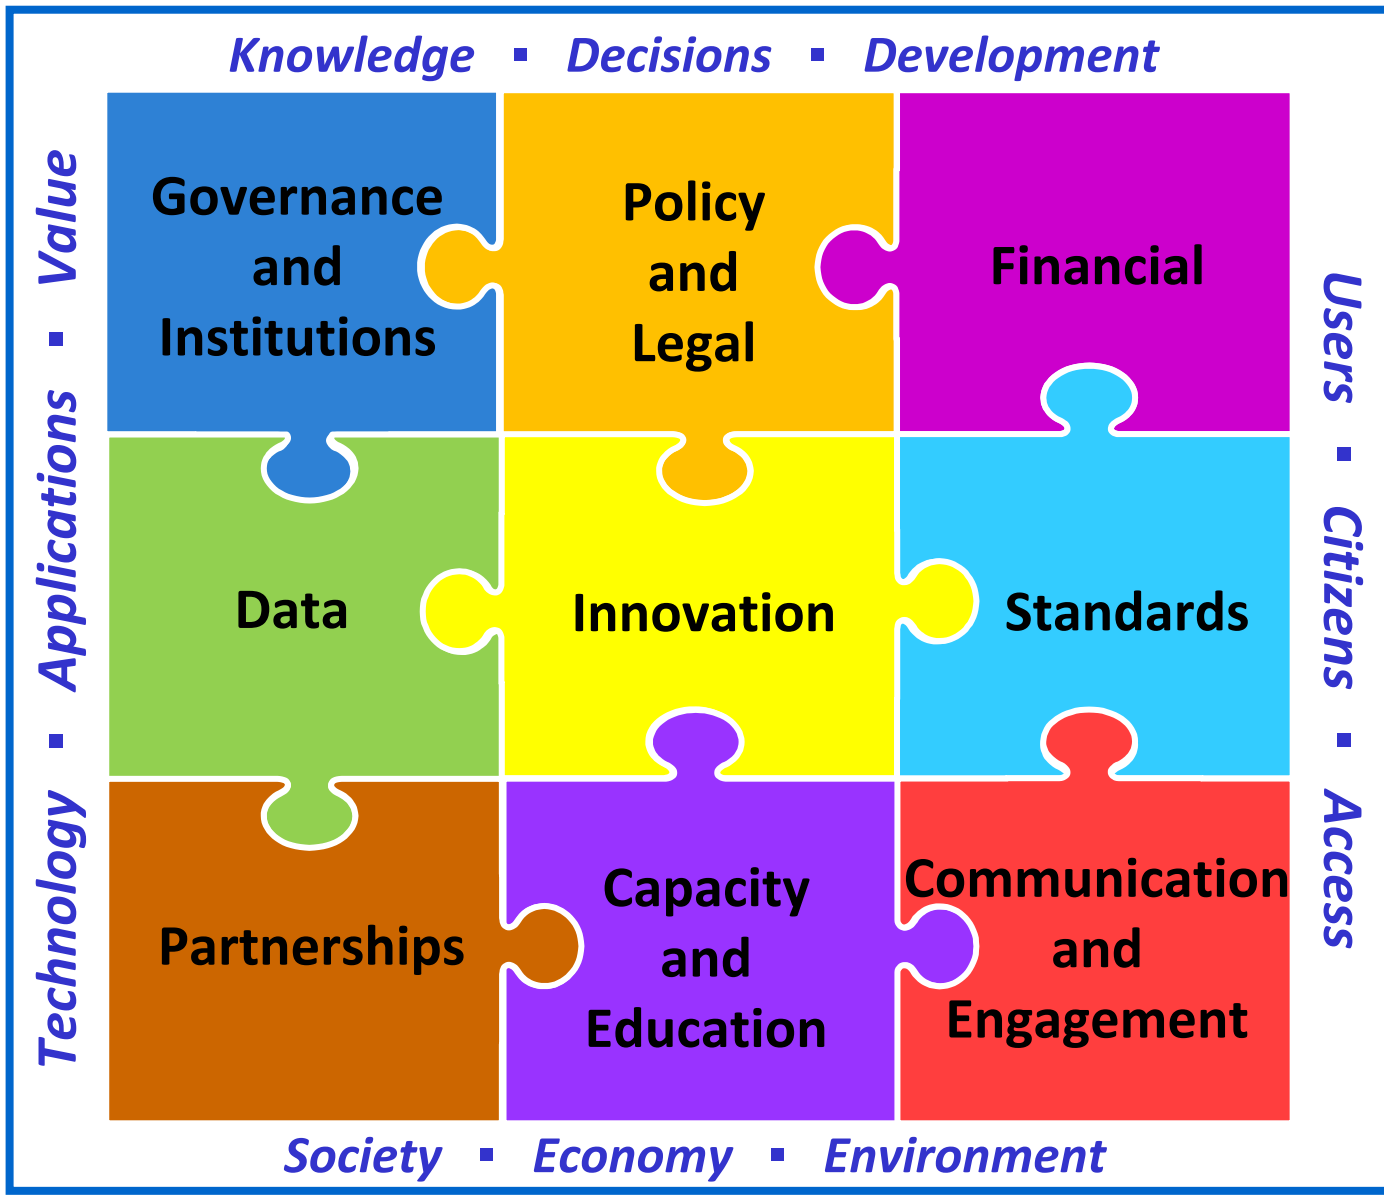 Knowledge ▪ Decisions ▪ Development
Technology ▪ Applications ▪ Value
Governance
and
Institutions
Policy
and
Legal
Financial
Data
Innovation
Standards
Partnerships
Capacity
and
Education
Communication
and
Engagement
Users ▪ Citizens ▪ Access
Society ▪ Economy ▪ Environment